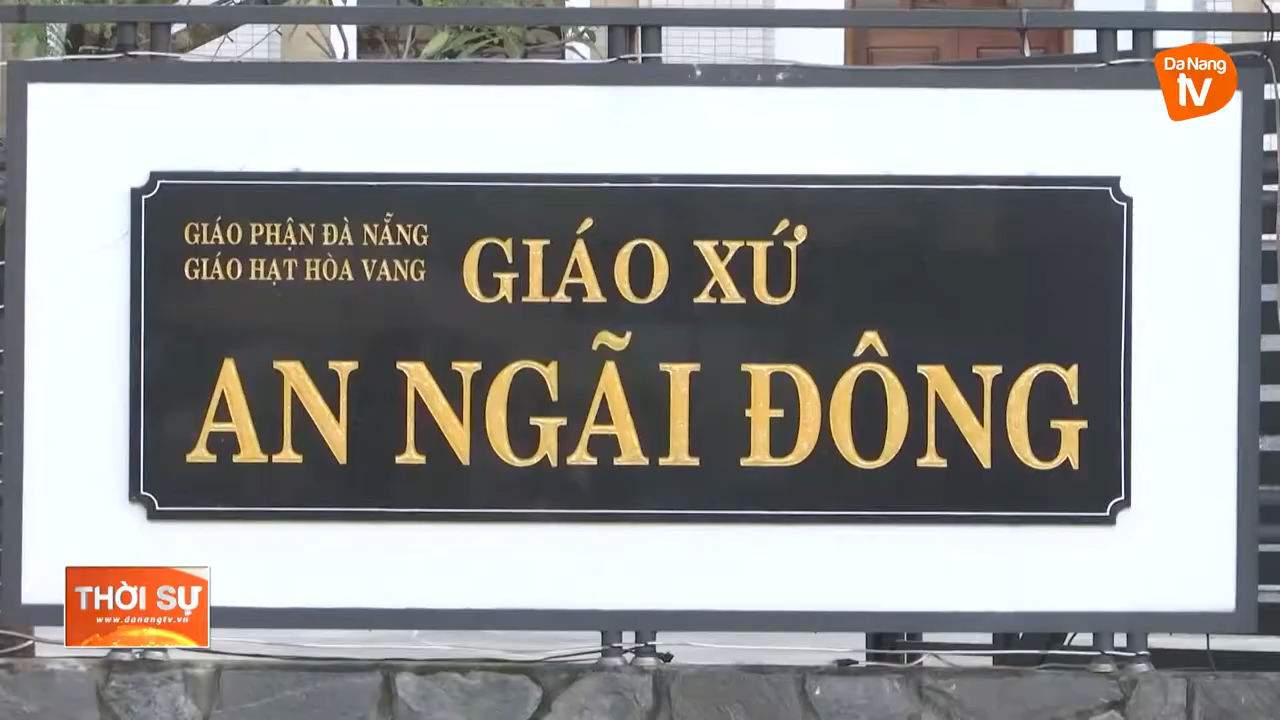 Da Nang
tv
GIÁO PHẬN ĐÀ NẴNG
GIÁO HẠT HÒA VANG
GIÁO XỨ
AN NGÃI ĐÔNG
THỜI SỰ
www.danangtv.vn